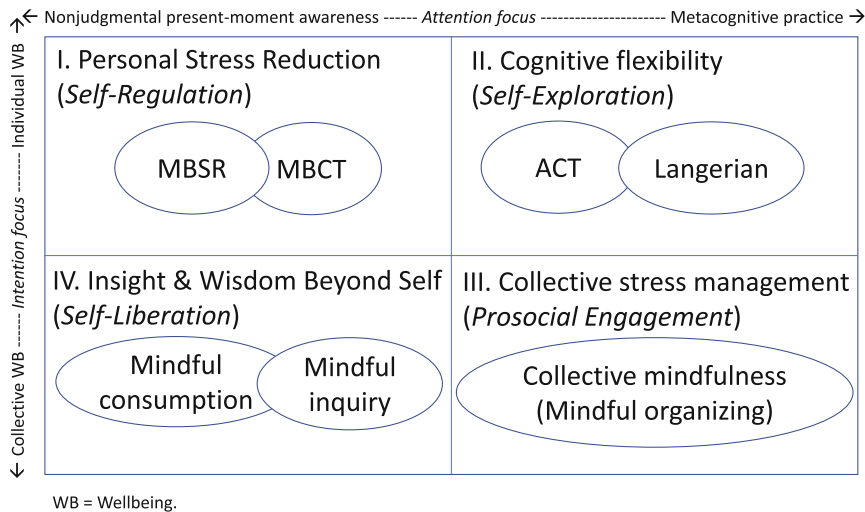 ← Nonjudgmental present-moment awareness ------ Attention focus ----------------------- Metacognitive practice →
← Collective WB ------ Intention focus ------- Individual WB →
I. Personal Stress Reduction
(Self-Regulation)
MBSR
MBCT
II. Cognitive flexibility
(Self-Exploration)
ACT
Langerian
IV. Insight & Wisdom Beyond Self
(Self-Liberation)
Mindful
consumption
Mindful
inquiry
III. Collective stress management
(Prosocial Engagement)
Collective mindfulness
(Mindful organizing)
WB = Wellbeing.